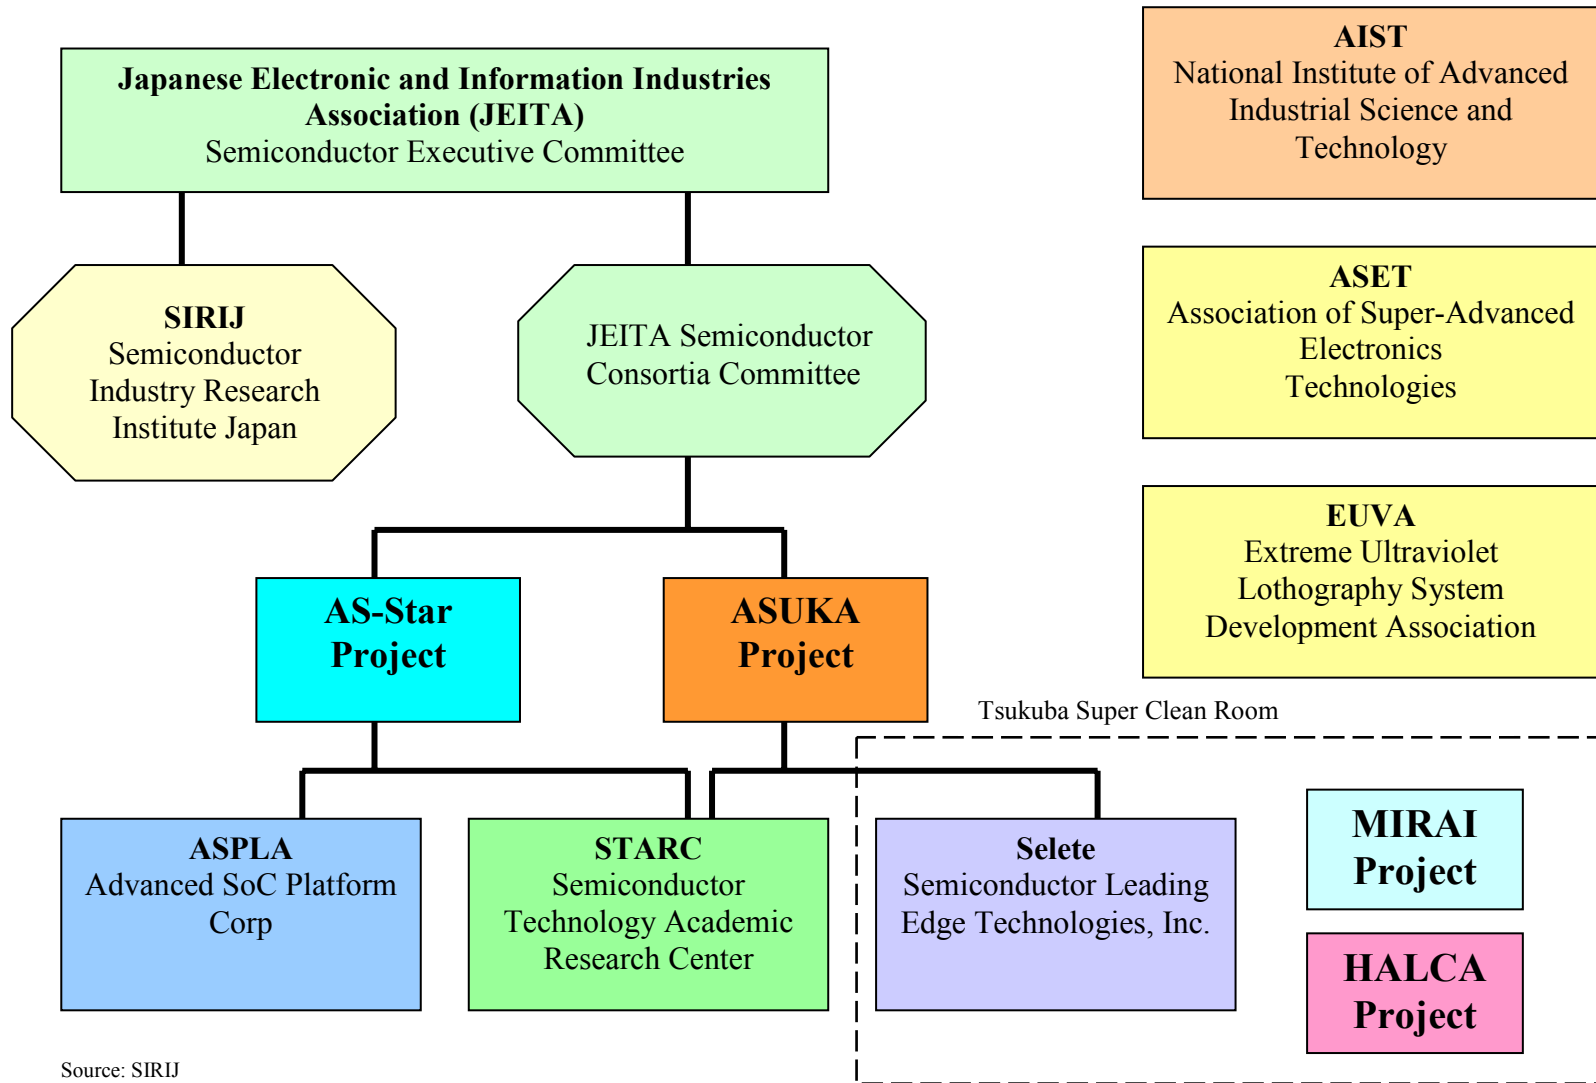 Japanese Electronic and Information Industries
Association (JEITA)
Semiconductor Executive Committee
AIST
National Institute of Advanced
Industrial Science and
Technology
SIRIJ
Semiconductor
Industry Research
Institute Japan
JEITA Semiconductor
Consortia Committee
ASET
Association of Super-Advanced
Electronics
Technologies
EUVA
Extreme Ultraviolet
Lothography System
Development Association
AS-Star
Project
ASUKA
Project
Tsukuba Super Clean Room
ASPLA
Advanced SoC Platform
Corp
STARC
Semiconductor
Technology Academic
Research Center
Selete
Semiconductor Leading
Edge Technologies, Inc.
MIRAI
Project
HALCA
Project
Source: SIRIJ